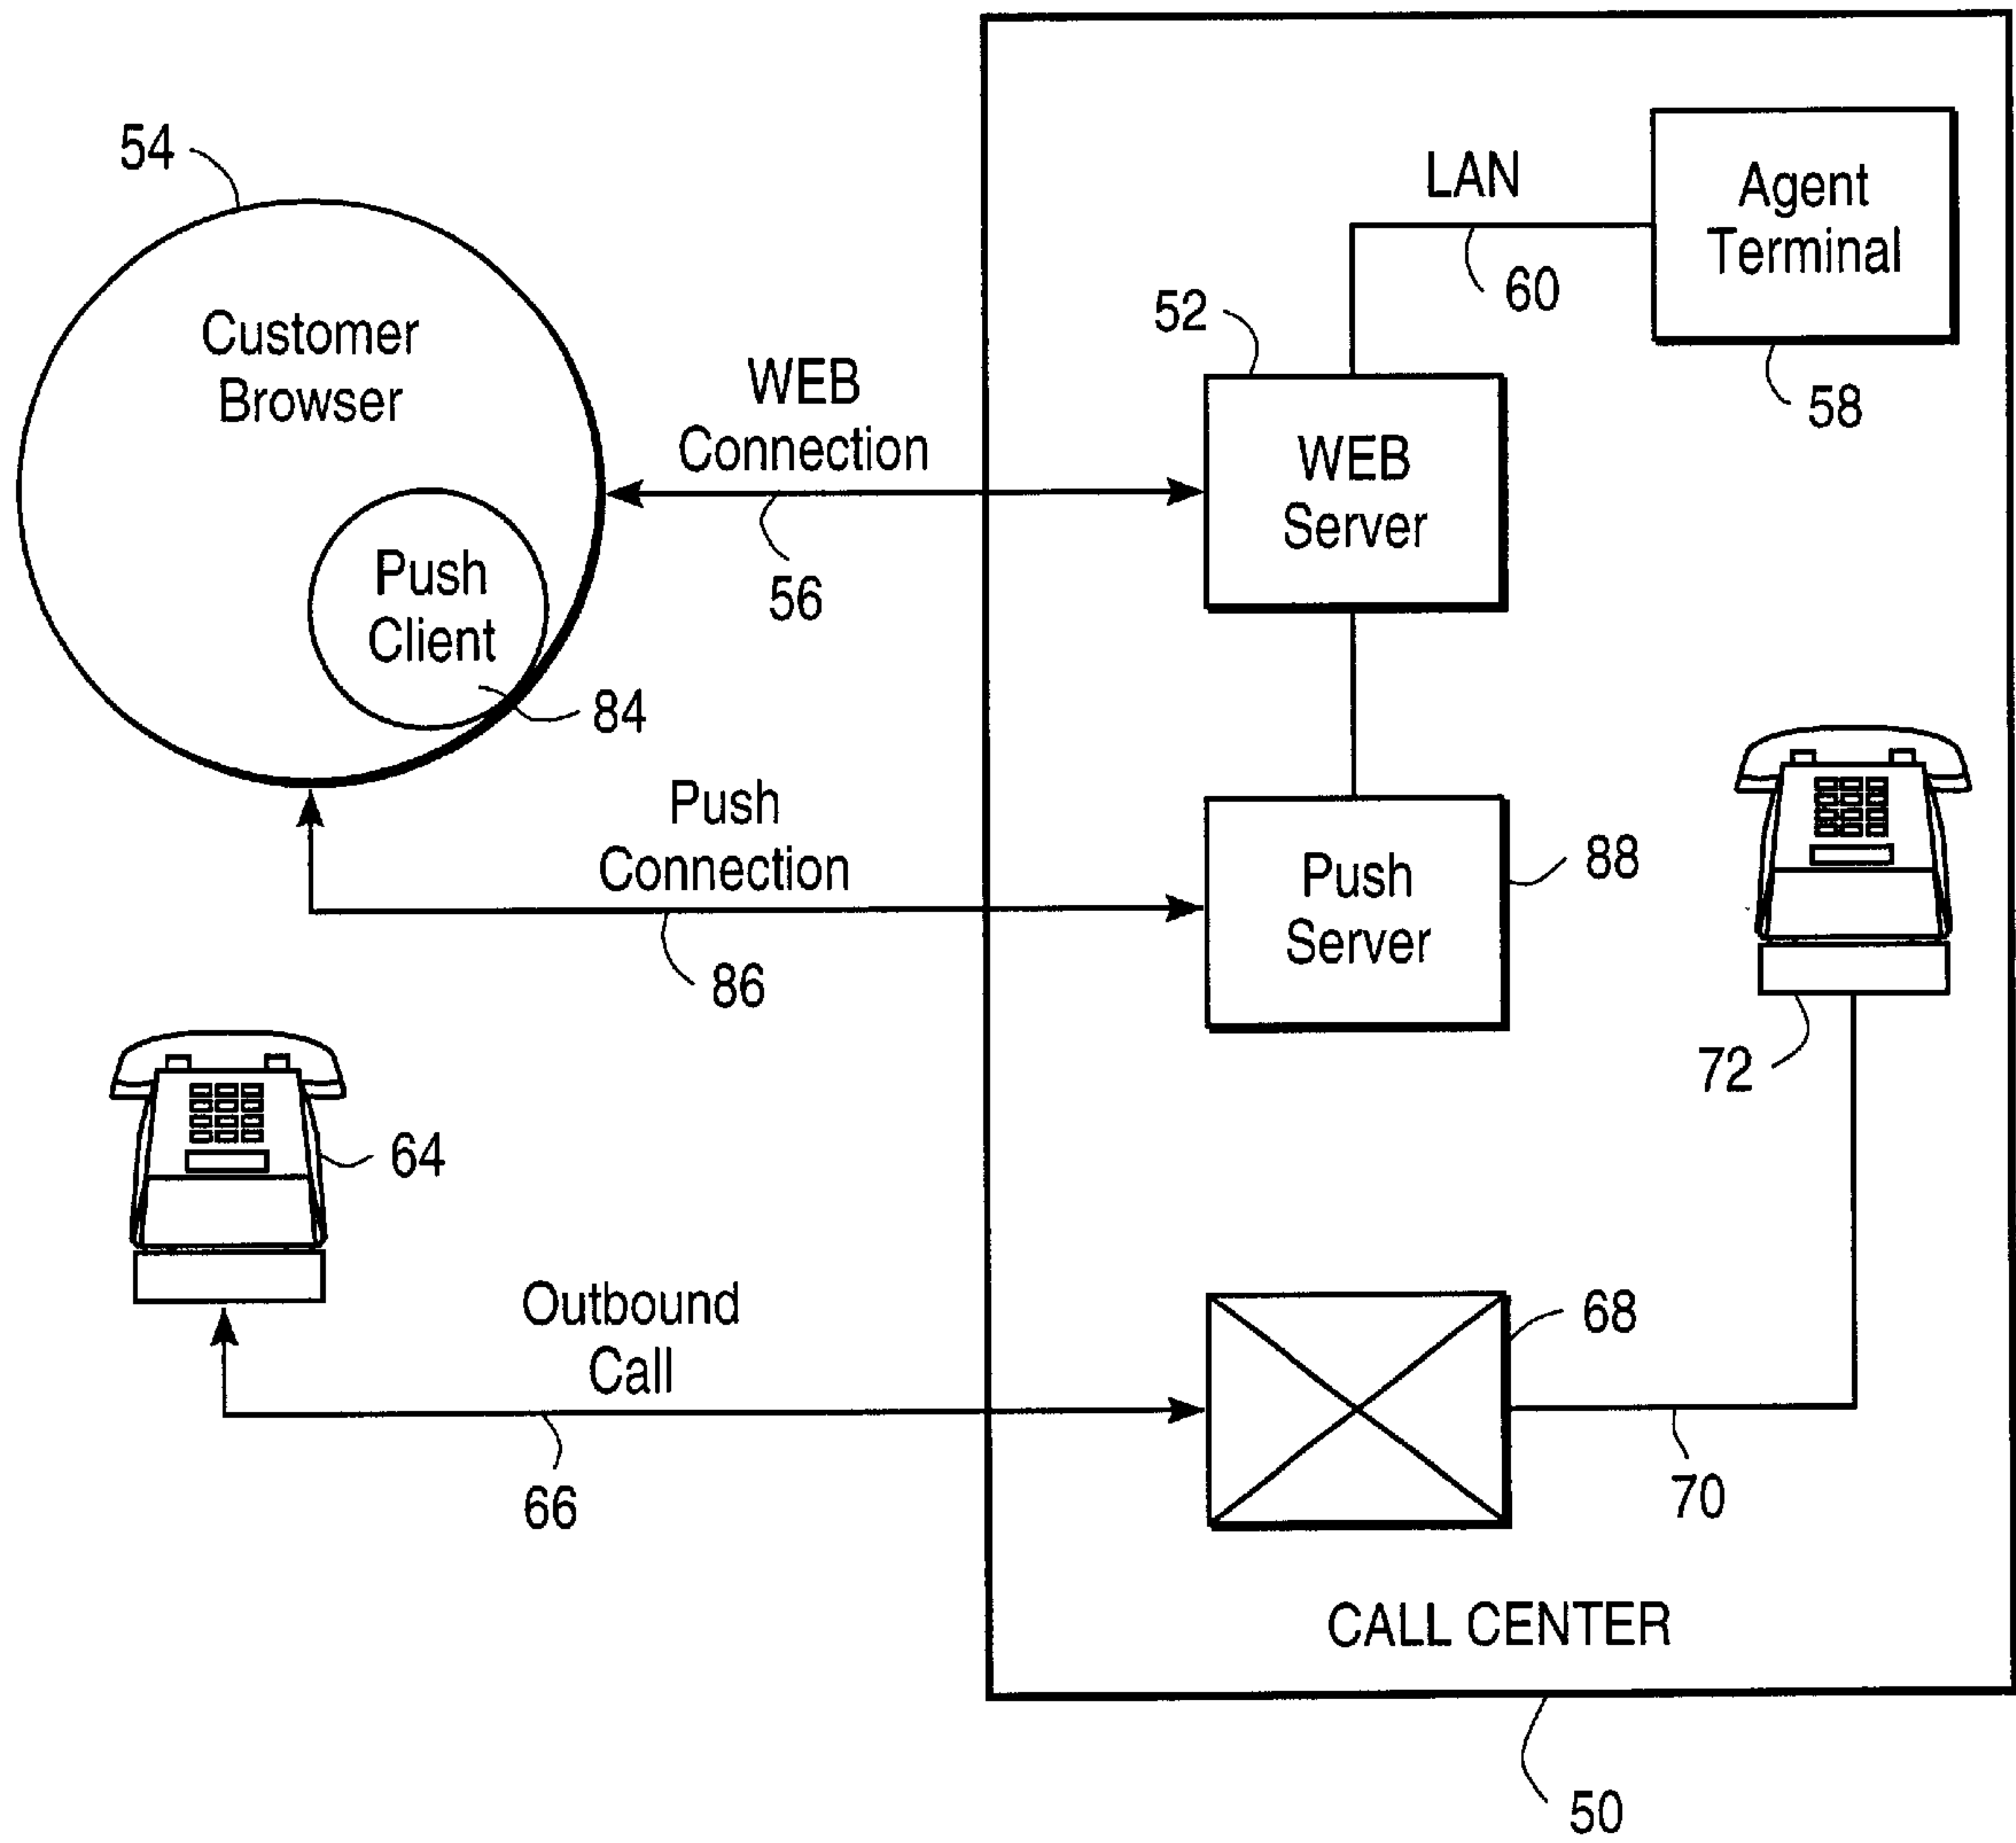 54
Customer
Browser
Push
Client
84
WEB
Connection
56
LAN
60
Agent
Terminal
58
52
WEB
Server
Push
Connection
86
Push
Server
88
72
64
Outbound
Call
66
68
70
CALL CENTER
50